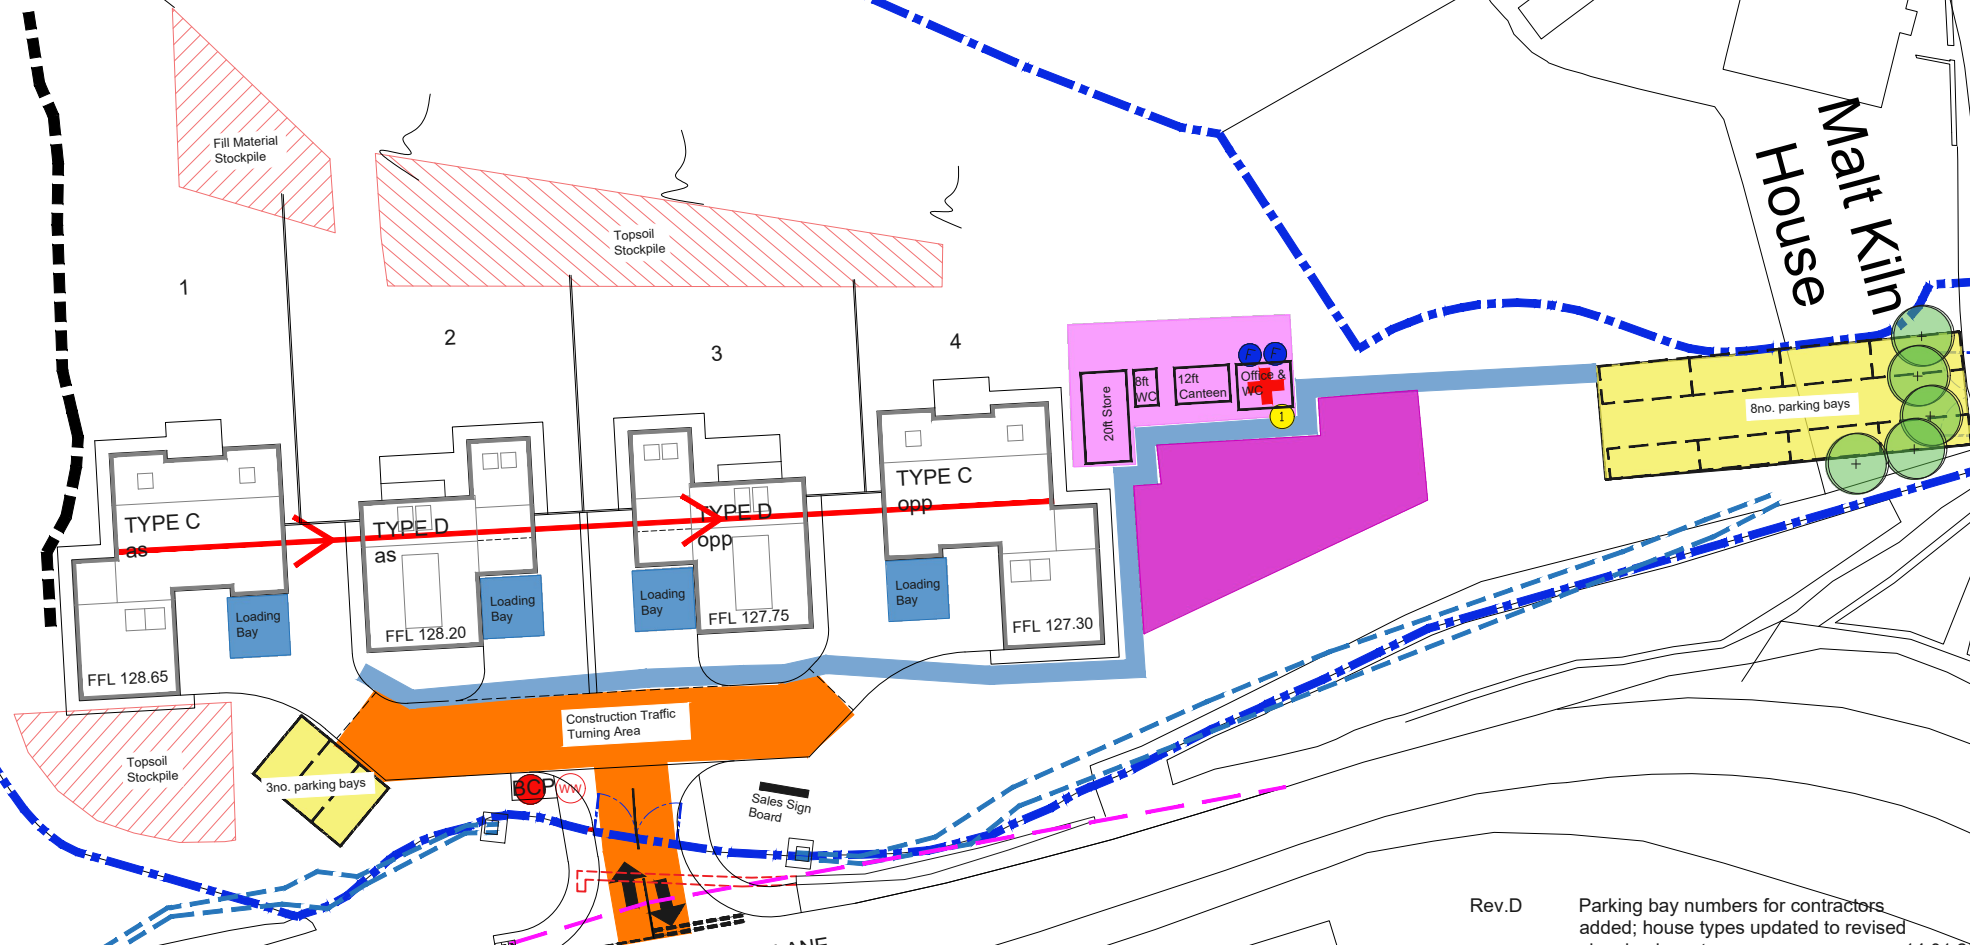 Malt Kiln
House
Fill Material
Stockpile
Topsoil
Stockpile
1
2
3
4
F
F
20ft Store
8ft
WC
12ft
Canteen
Office &
WC
1
8no. parking bays
TYPE C
as
TYPE D
as
TYPE D
opp
TYPE C
opp
Loading
Bay
Loading
Bay
Loading
Bay
Loading
Bay
FFL 128.65
FFL 128.20
FFL 127.75
FFL 127.30
Construction Traffic
Turning Area
Topsoil
Stockpile
3no. parking bays
BCP
WW
Sales Sign
Board
Rev.D
Parking bay numbers for contractors
added; house types updated to revised